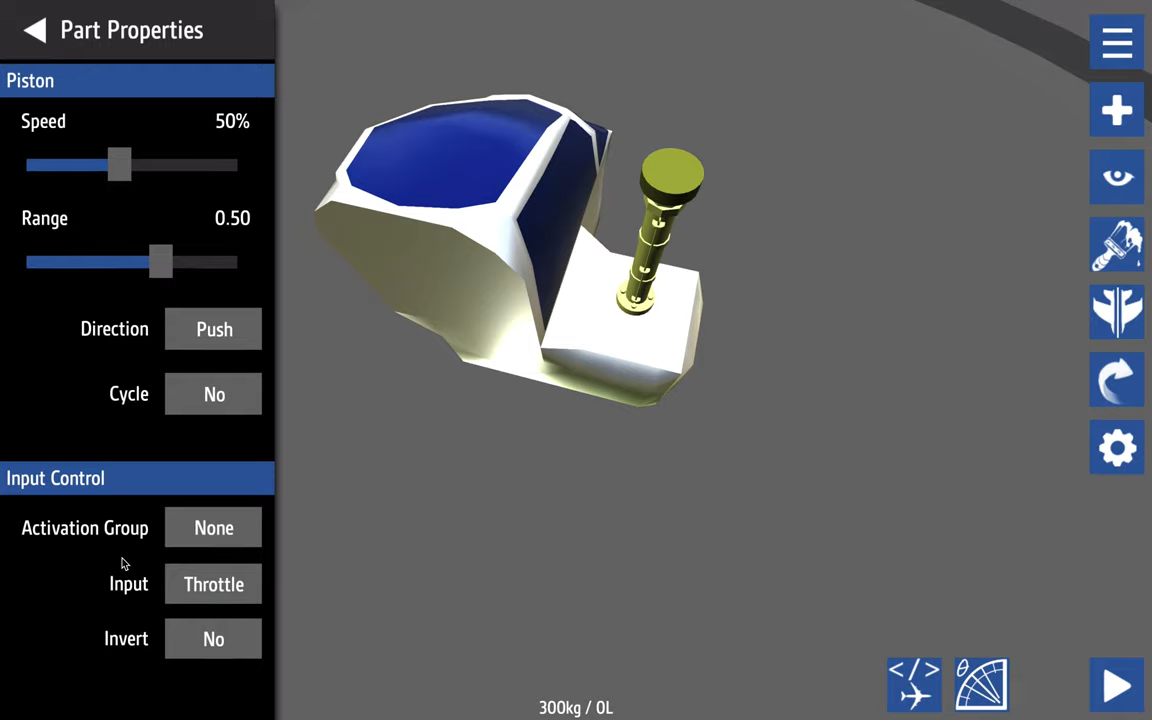 Part Properties
Piston
Speed 50%
Range 0.50
Direction Push
Cycle No
Input Control
Activation Group None
Input Throttle
Invert No
</>
θ
300kg / 0L